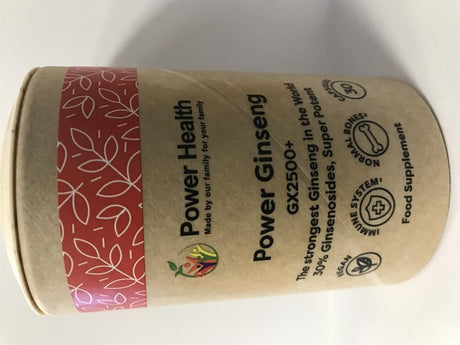 Power Health
Made by our family for your family
Power Ginseng
GX2500+
The strongest Ginseng in the World
30% Ginsenosides, Super Potent
30
NORMAL BONES†
IMMUNE SYSTEM†
VEGAN
Food Supplement